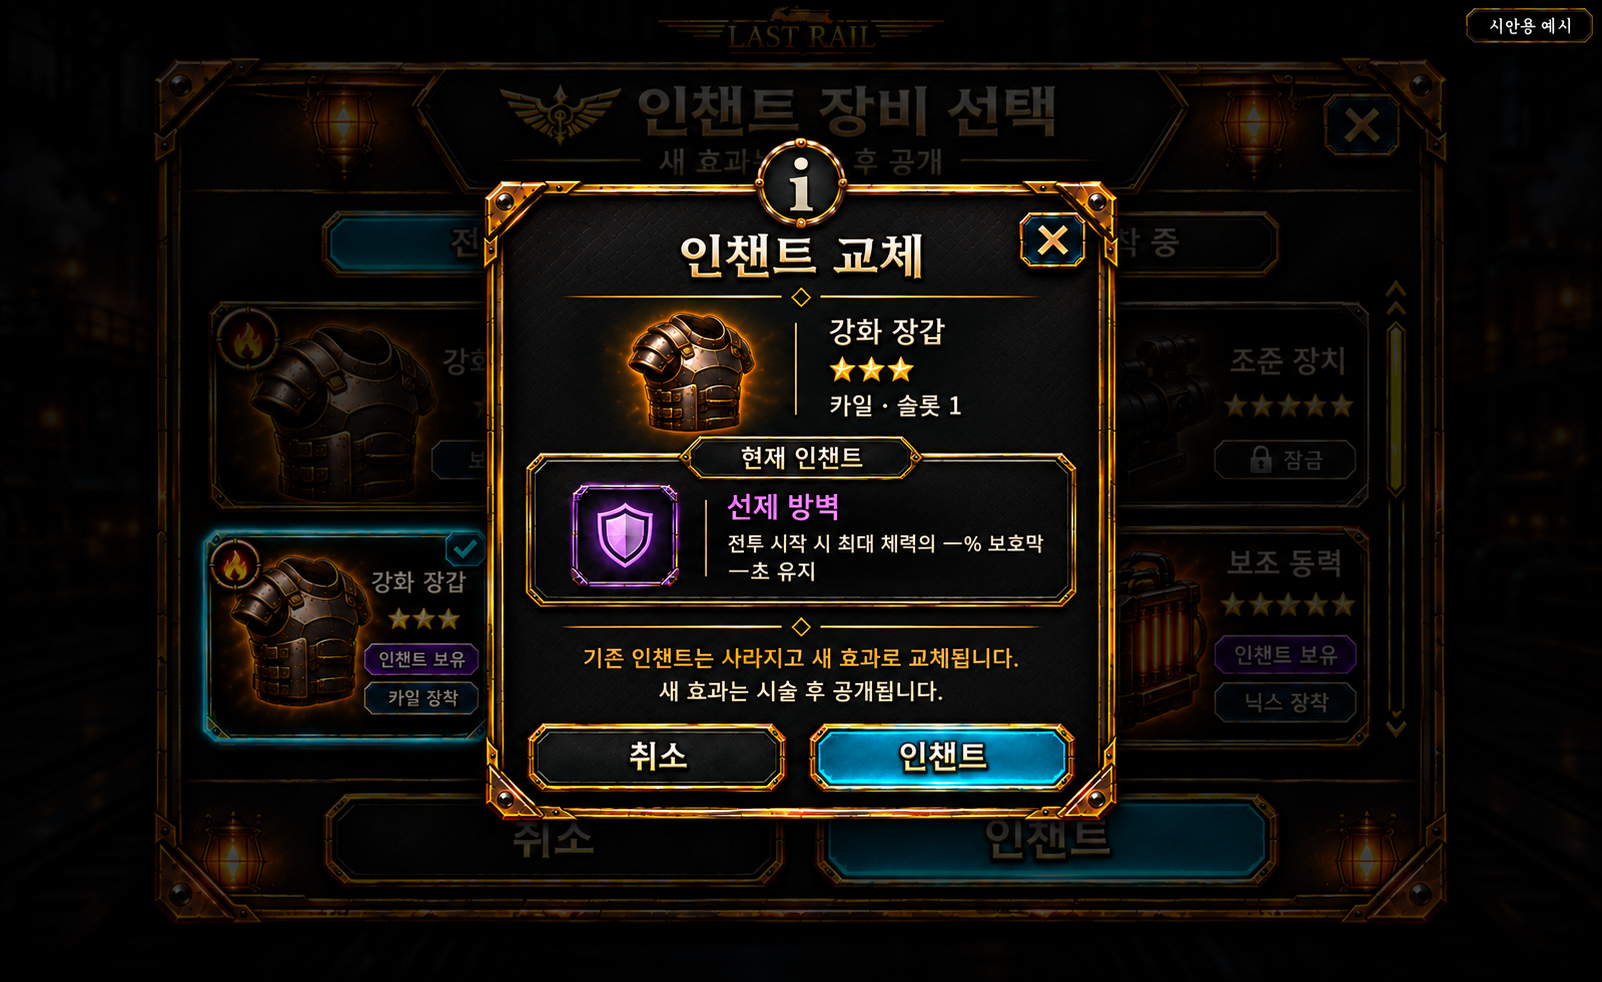 LAST RAIL
시안용 예시
인챈트 장비 선택
새 효과
후 공개
인챈트 교체
강화 장갑
카일 · 슬롯 1
현재 인챈트
선제 방벽
전투 시작 시 최대 체력의 —% 보호막
—초 유지
기존 인챈트는 사라지고 새 효과로 교체됩니다.
새 효과는 시술 후 공개됩니다.
취소
인챈트
강화 장갑
인챈트 보유
카일 장착
조준 장치
잠금
보조 동력
인챈트 보유
닉스 장착
취소
인챈트